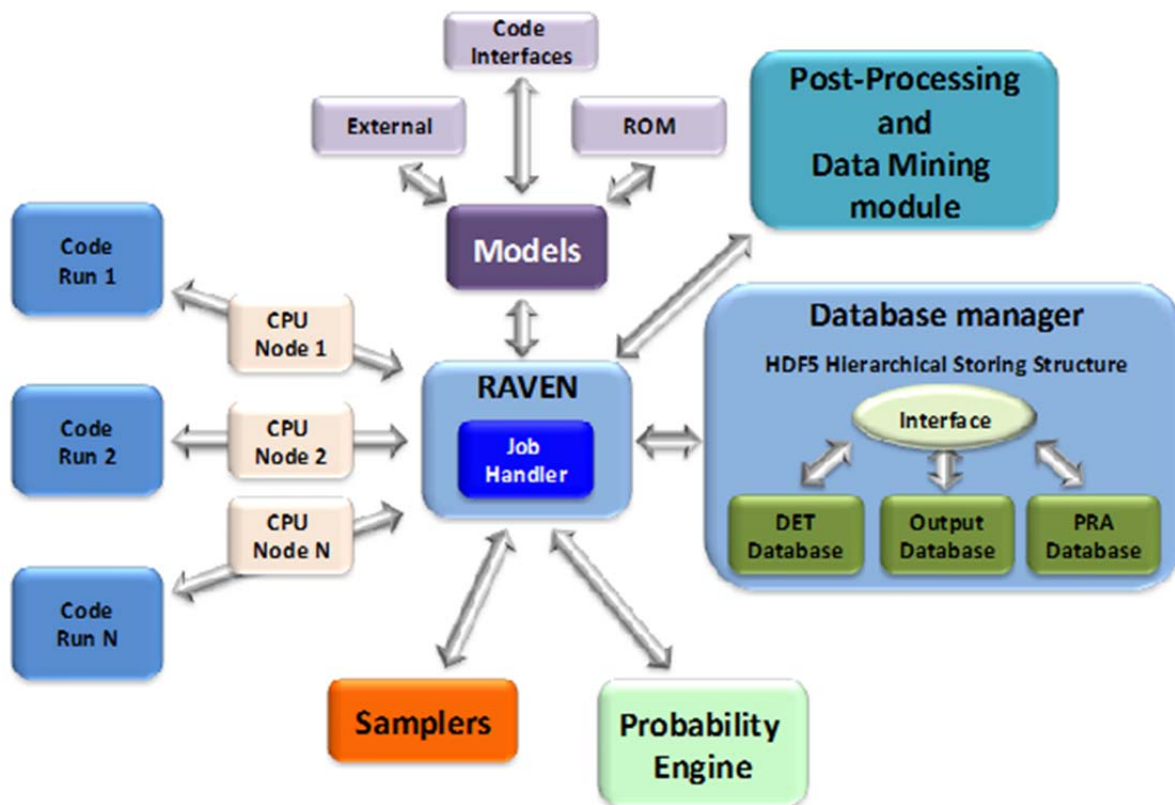 Code
Interfaces
External
ROM
Post-Processing
and
Data Mining
module
Models
Code
Run 1
CPU
Node 1
Database manager
HDF5 Hierarchical Storing Structure
Interface
RAVEN
Job
Handler
Code
Run 2
CPU
Node 2
DET
Database
Output
Database
PRA
Database
CPU
Node N
Code
Run N
Samplers
Probability
Engine